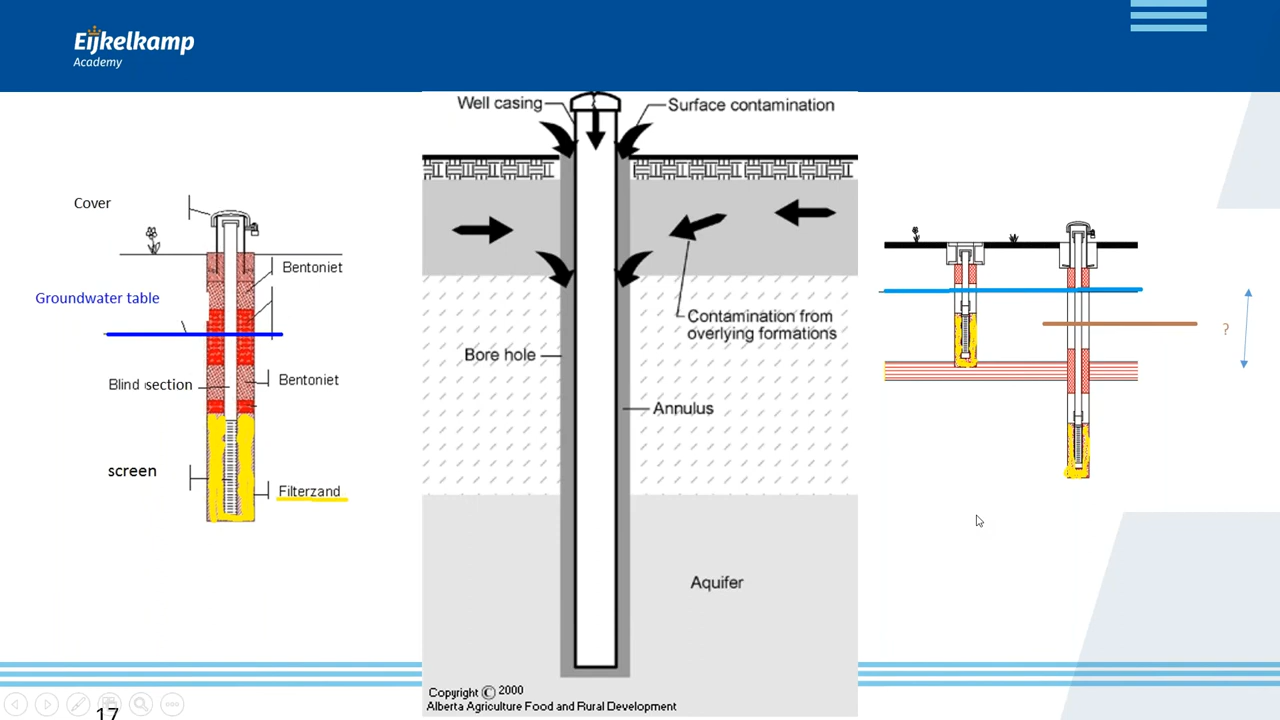 Eijkelkamp
Academy
Cover
Bentoniet
Groundwater table
Blind section
Bentoniet
screen
Filterzand
Well casing
Surface contamination
Contamination from
overlying formations
Bore hole
Annulus
Aquifer
Copyright © 2000
Alberta Agriculture Food and Rural Development
?
17